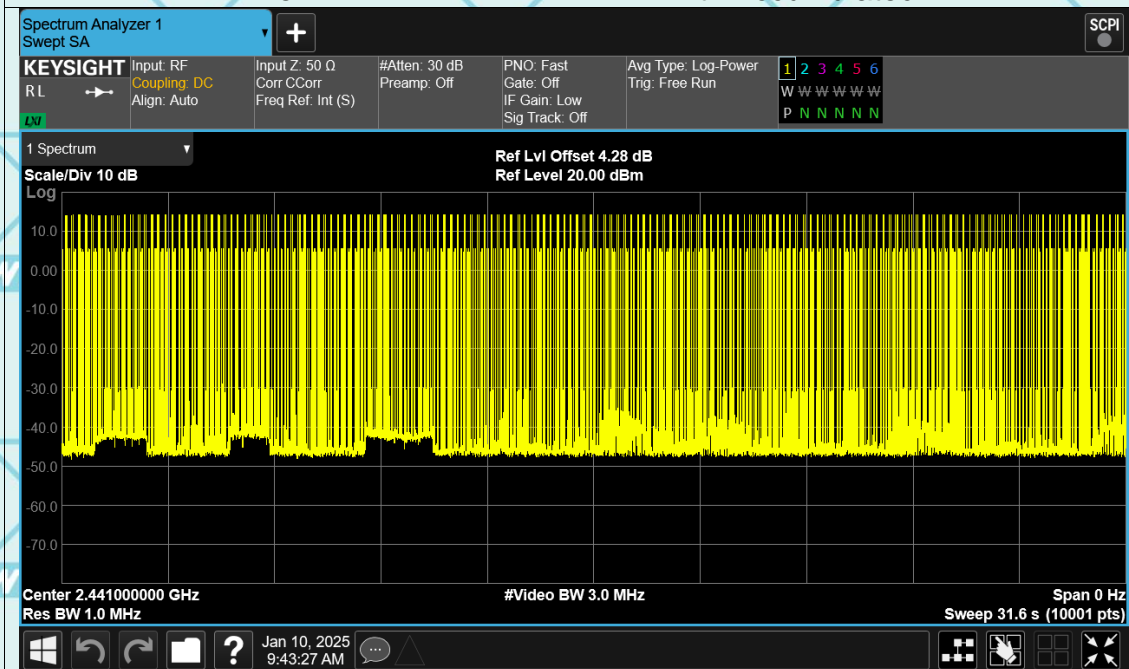 Spectrum Analyzer 1
Swept SA
+
SCPI
KEYSIGHT
R L
LXI
Input: RF
Coupling: DC
Align: Auto
Input Z: 50 Ω
Corr CCorr
Freq Ref: Int (S)
#Atten: 30 dB
Preamp: Off
PNO: Fast
Gate: Off
IF Gain: Low
Sig Track: Off
Avg Type: Log-Power
Trig: Free Run
1 2 3 4 5 6
W W W W W W
P N N N N N
1 Spectrum
Scale/Div 10 dB
Ref Lvl Offset 4.28 dB
Ref Level 20.00 dBm
Log
10.0
0.00
-10.0
-20.0
-30.0
-40.0
-50.0
-60.0
-70.0
Center 2.441000000 GHz
#Video BW 3.0 MHz
Span 0 Hz
Res BW 1.0 MHz
Sweep 31.6 s (10001 pts)
?
Jan 10, 2025
9:43:27 AM